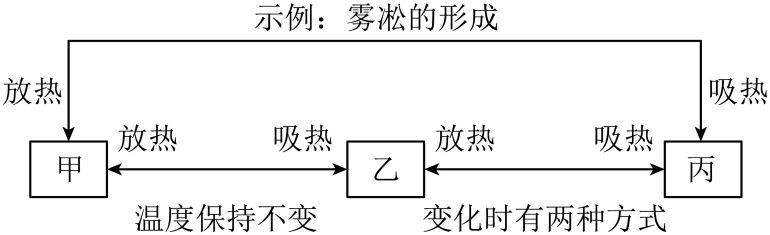 示例：雾凇的形成
放热 吸热
放热 吸热 放热 吸热
甲 乙 丙
温度保持不变 变化时有两种方式